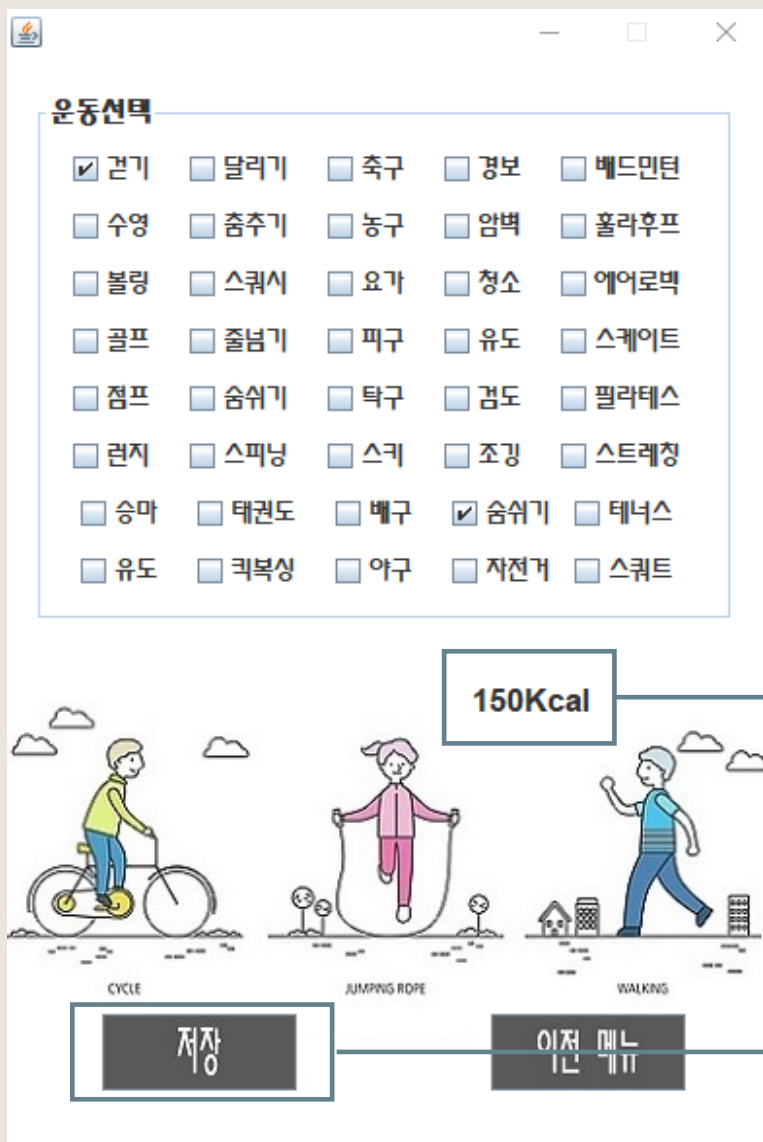 운동선택
걷기 달리기 축구 경보 배드민턴
수영 춤추기 농구 암벽 훌라후프
볼링 스쿼시 요가 청소 에어로빅
골프 줄넘기 피구 유도 스케이트
점프 숨쉬기 탁구 검도 필라테스
런지 스피닝 스키 조깅 스트레칭
승마 태권도 배구 숨쉬기 테너스
유도 킥복싱 야구 자전거 스쿼트
150Kcal
CYCLE JUMPING ROPE WALKING
저장 이전 메뉴